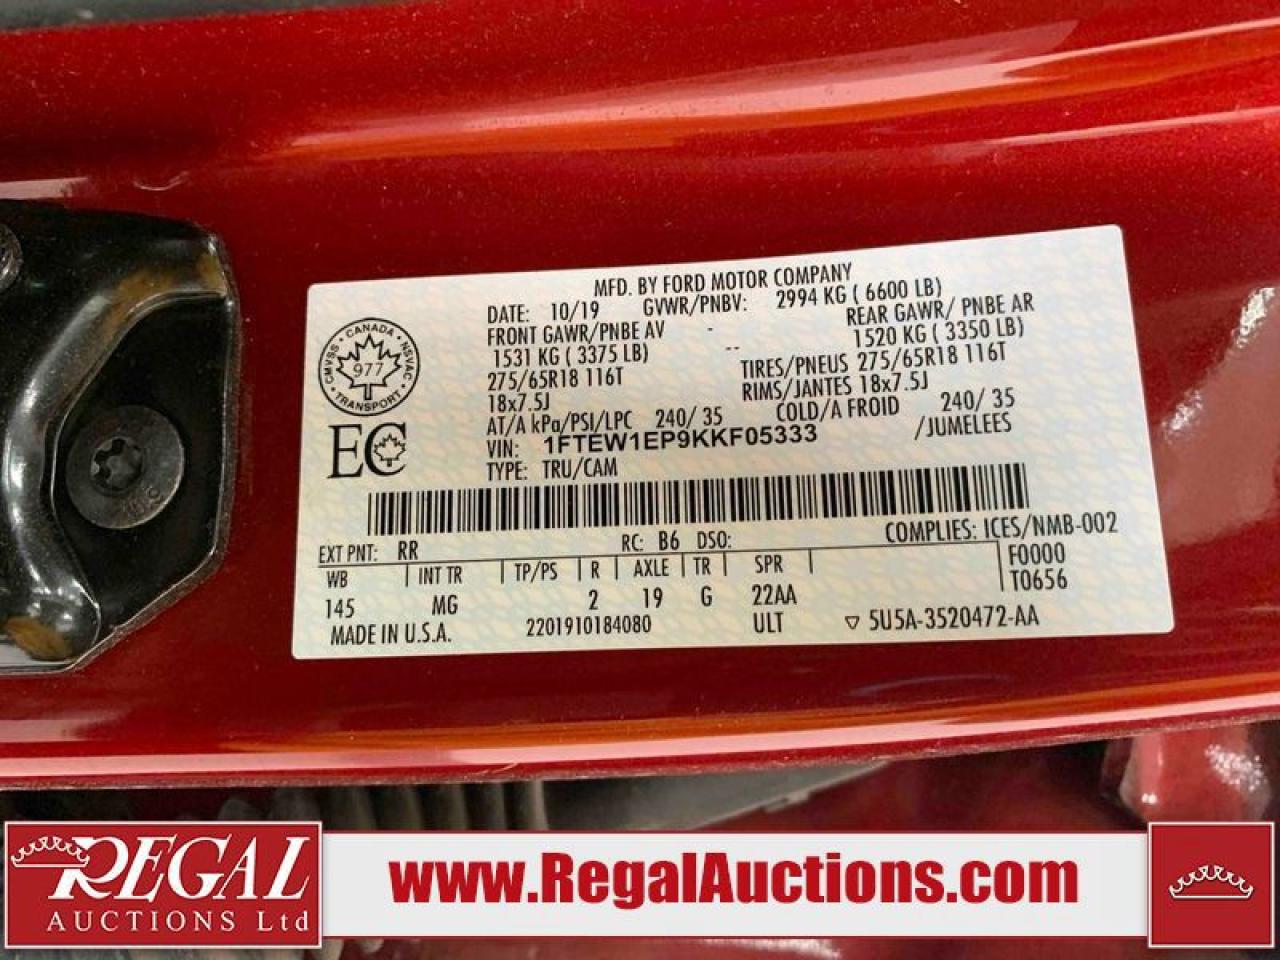 MFD. BY FORD MOTOR COMPANY
DATE: 10/19 GVWR/PNBV: 2994 KG ( 6600 LB)
FRONT GAWR/PNBE AV - REAR GAWR/ PNBE AR
1531 KG ( 3375 LB) -- 1520 KG ( 3350 LB)
275/65R18 116T TIRES/PNEUS 275/65R18 116T
18x7.5J RIMS/JANTES 18x7.5J
AT/A kPa/PSI/LPC 240/ 35 COLD/A FROID 240/ 35
VIN: 1FTEW1EP9KKF05333 /JUMELEES
TYPE: TRU/CAM
CMVSS · CANADA · NSVAC
977
TRANSPORT
EC
EXT PNT: RR RC: B6 DSO: COMPLIES: ICES/NMB-002
WB INT TR TP/PS R AXLE TR SPR F0000
145 MG 2 19 G 22AA T0656
MADE IN U.S.A. 2201910184080 ULT ▽ 5U5A-3520472-AA
REGAL
AUCTIONS Ltd
www.RegalAuctions.com